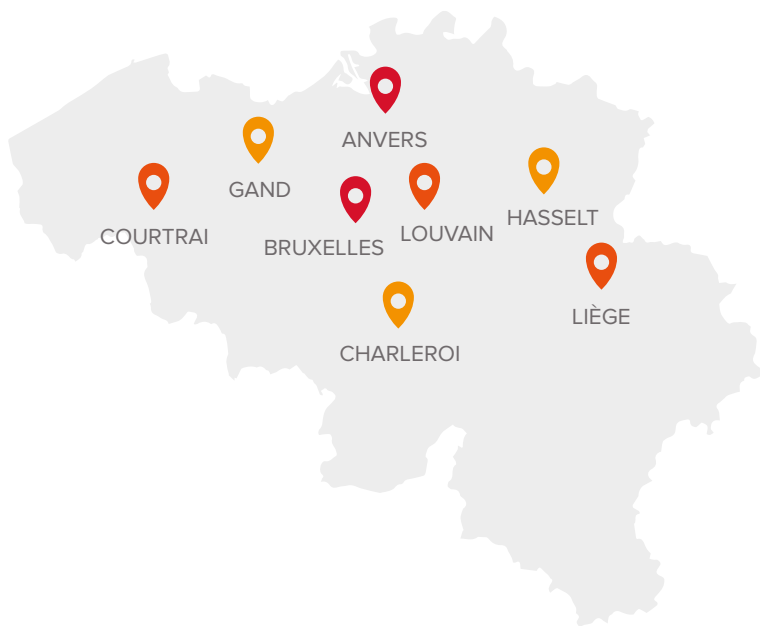 ANVERS
GAND
HASSELT
LOUVAIN
COURTRAI
BRUXELLES
LIÈGE
CHARLEROI